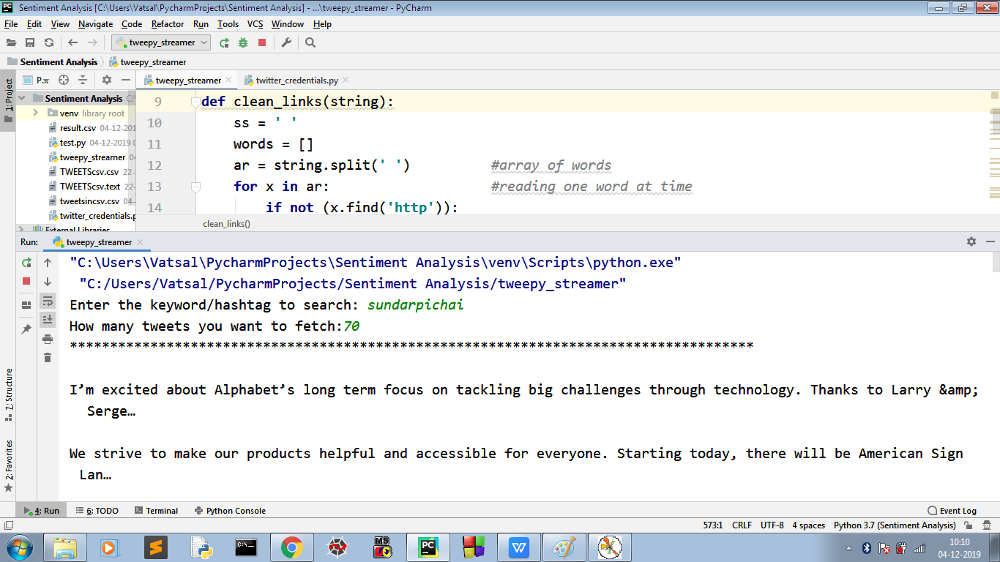 Sentiment Analysis [C:\Users\Vatsal\PycharmProjects\Sentiment Analysis] - ...\tweepy_streamer - PyCharm
File Edit View Navigate Code Refactor Run Tools VCS Window Help
tweepy_streamer
Sentiment Analysis tweepy_streamer
1: Project
P..
tweepy_streamer
twitter_credentials.py
Sentiment Analysis C:\
venv library root
result.csv 04-12-201
test.py 04-12-2019 0
tweepy_streamer 04
TWEETScsv.csv 22-
TWEETScsv.text 22-
tweetsincsv.csv 04-
twitter_credentials.p
External Libraries
9 def clean_links(string):
10 ss = ' '
11 words = []
12 ar = string.split(' ') #array of words
13 for x in ar: #reading one word at time
14 if not (x.find('http')):
clean_links()
Run: tweepy_streamer
"C:\Users\Vatsal\PycharmProjects\Sentiment Analysis\venv\Scripts\python.exe"
"C:/Users/Vatsal/PycharmProjects/Sentiment Analysis/tweepy_streamer"
Enter the keyword/hashtag to search: sundarpichai
How many tweets you want to fetch:70
*************************************************************************************
I’m excited about Alphabet’s long term focus on tackling big challenges through technology. Thanks to Larry &amp;
Serge…
We strive to make our products helpful and accessible for everyone. Starting today, there will be American Sign
Lan…
7: Structure
2: Favorites
4: Run 6: TODO Terminal Python Console Event Log
573:1 CRLF UTF-8 4 spaces Python 3.7 (Sentiment Analysis)
10:10
04-12-2019